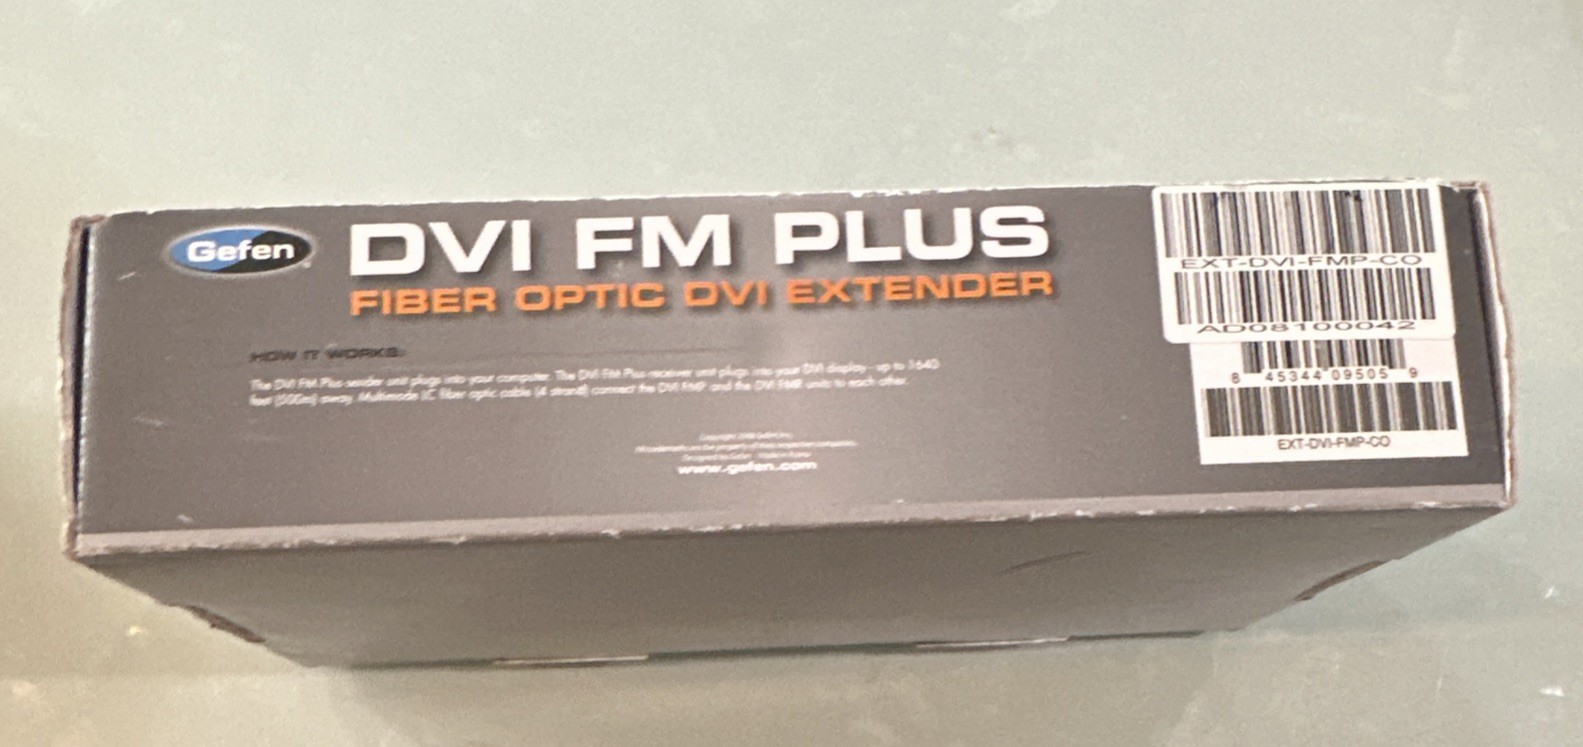 Gefen
DVI FM PLUS
FIBER OPTIC DVI EXTENDER
HOW IT WORKS:
The DVI FM Plus sender unit plugs into your computer. The DVI FM Plus receiver unit plugs into your DVI display - up to 1640
feet (500m) away. Multimode LC fiber optic cable (4 strand) connect the DVI FMP and the DVI FMP units to each other.
www.gefen.com
EXT-DVI-FMP-CO
AD08100042
8 45344 09505 9
EXT-DVI-FMP-CO